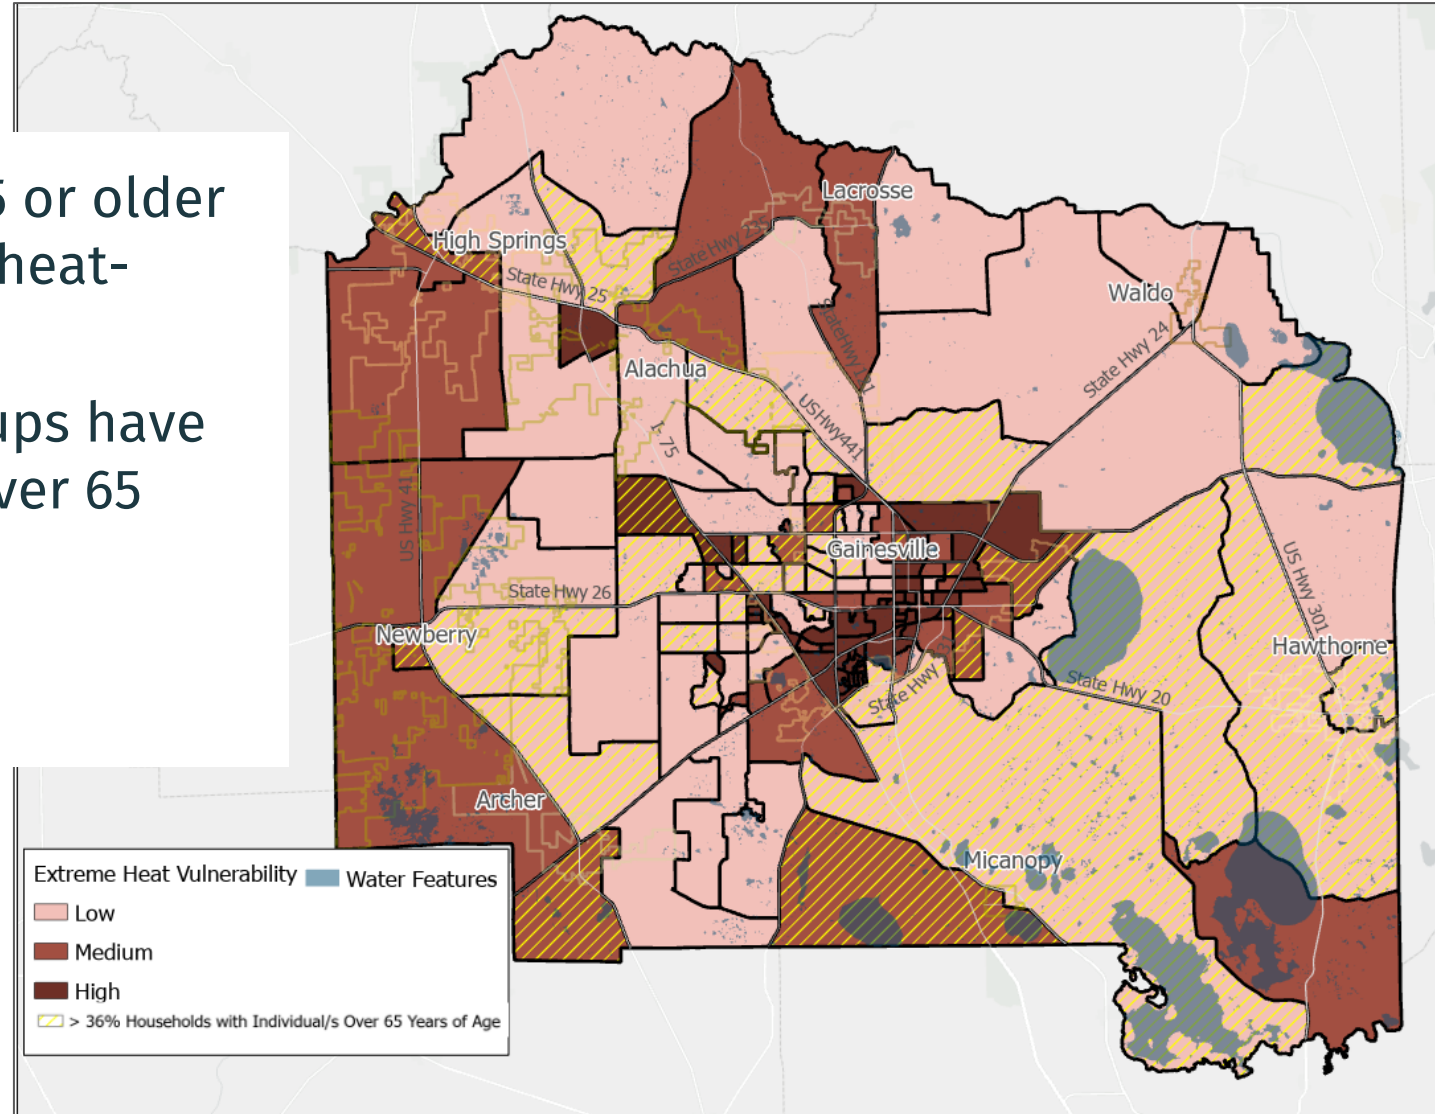 5 or older
heat-
ups have
ver 65
Lacrosse
High Springs
State Hwy 235
State Hwy 25
Waldo
State Hwy 121
State Hwy 24
Alachua
US Hwy 441
I- 75
US Hwy 41
Gainesville
US Hwy 301
State Hwy 26
Newberry
Hawthorne
State Hwy 331
State Hwy 20
Archer
Micanopy
Extreme Heat Vulnerability
Water Features
Low
Medium
High
> 36% Households with Individual/s Over 65 Years of Age